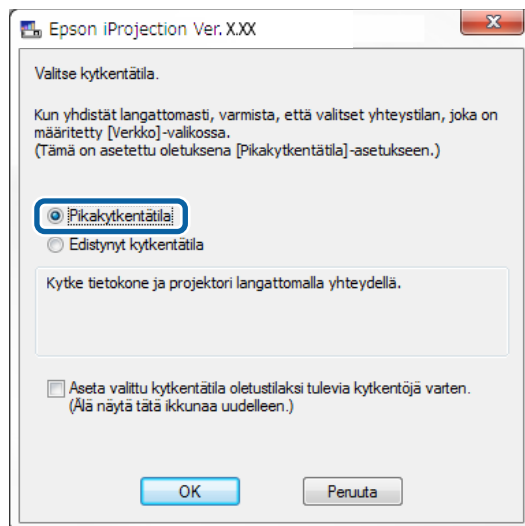 Epson iProjection Ver. X.XX
Valitse kytkentätila.
Kun yhdistät langattomasti, varmista, että valitset yhteystilan, joka on
määritetty [Verkko]-valikossa.
(Tämä on asetettu oletuksena [Pikakytkentätila]-asetukseen.)
Pikakytkentätila
Edistynyt kytkentätila
Kytke tietokone ja projektori langattomalla yhteydellä.
Aseta valittu kytkentätila oletustilaksi tulevia kytkentöjä varten.
(Älä näytä tätä ikkunaa uudelleen.)
OK Peruuta